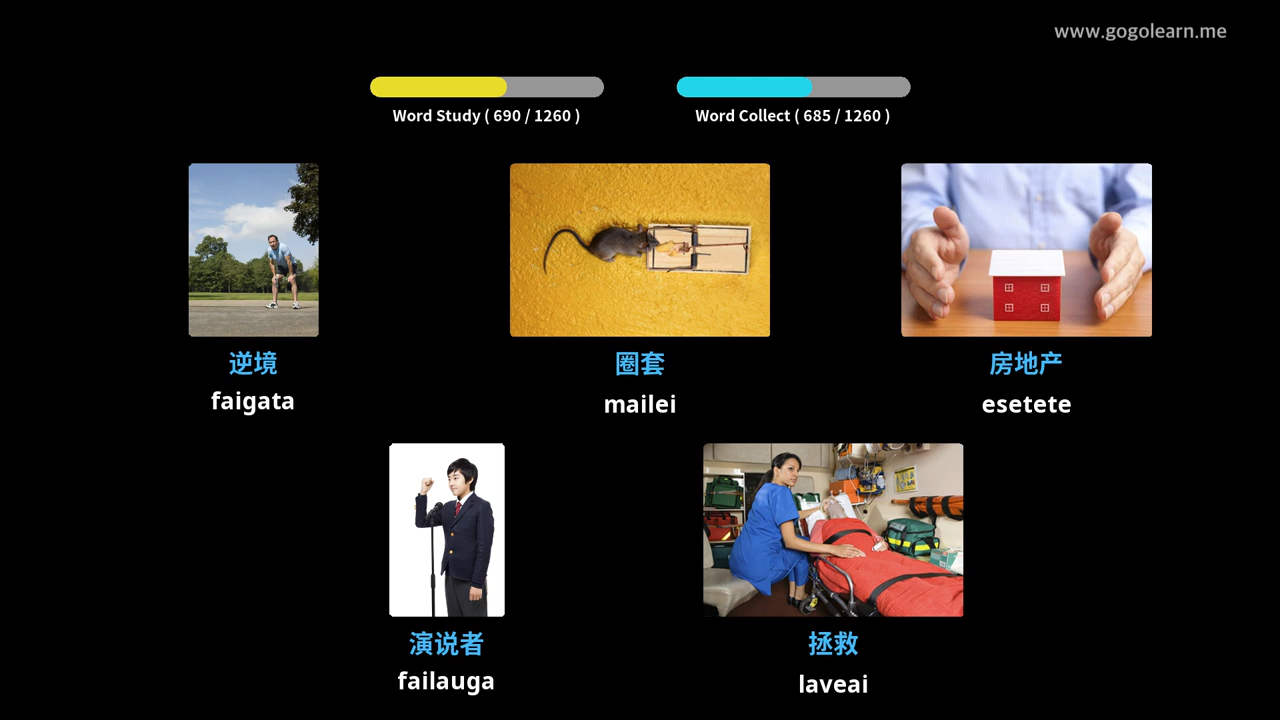 www.gogolearn.me
Word Study ( 690 / 1260 )
Word Collect ( 685 / 1260 )
逆境
faigata
圈套
mailei
房地产
esetete
演说者
failauga
拯救
laveai